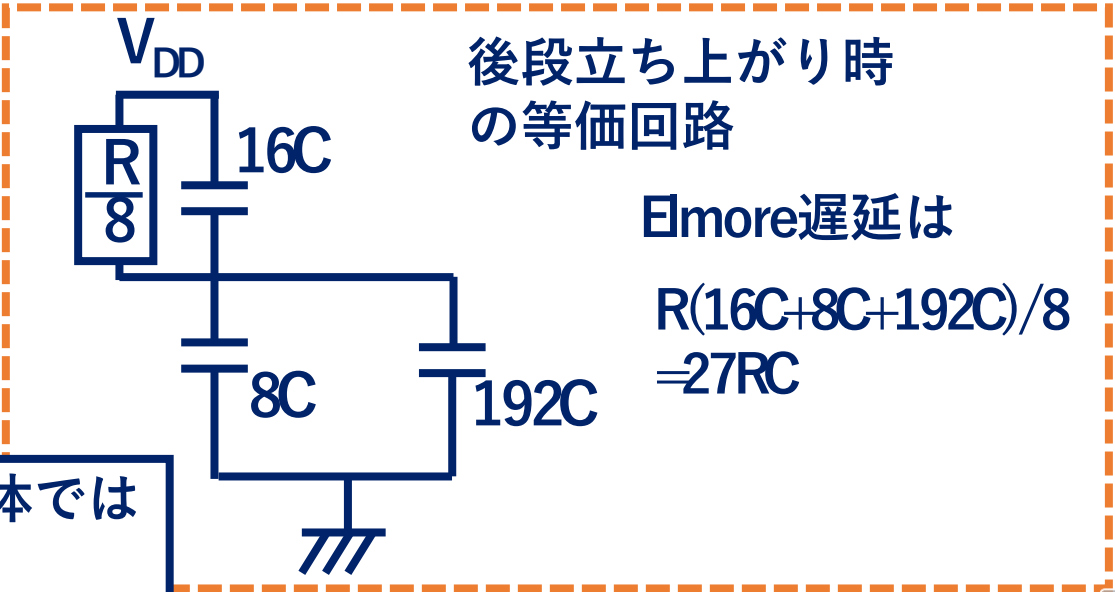 VDD
後段立ち上がり時
の等価回路
16C
R
8
Elmore遅延は
R(16C+8C+192C)/8
=27RC
8C
192C
体では